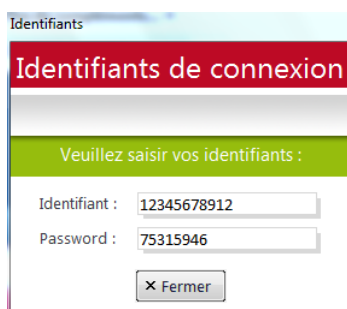 Identifiants
Identifiants de connexion
Veuillez saisir vos identifiants :
Identifiant : 12345678912
Password : 75315946
× Fermer